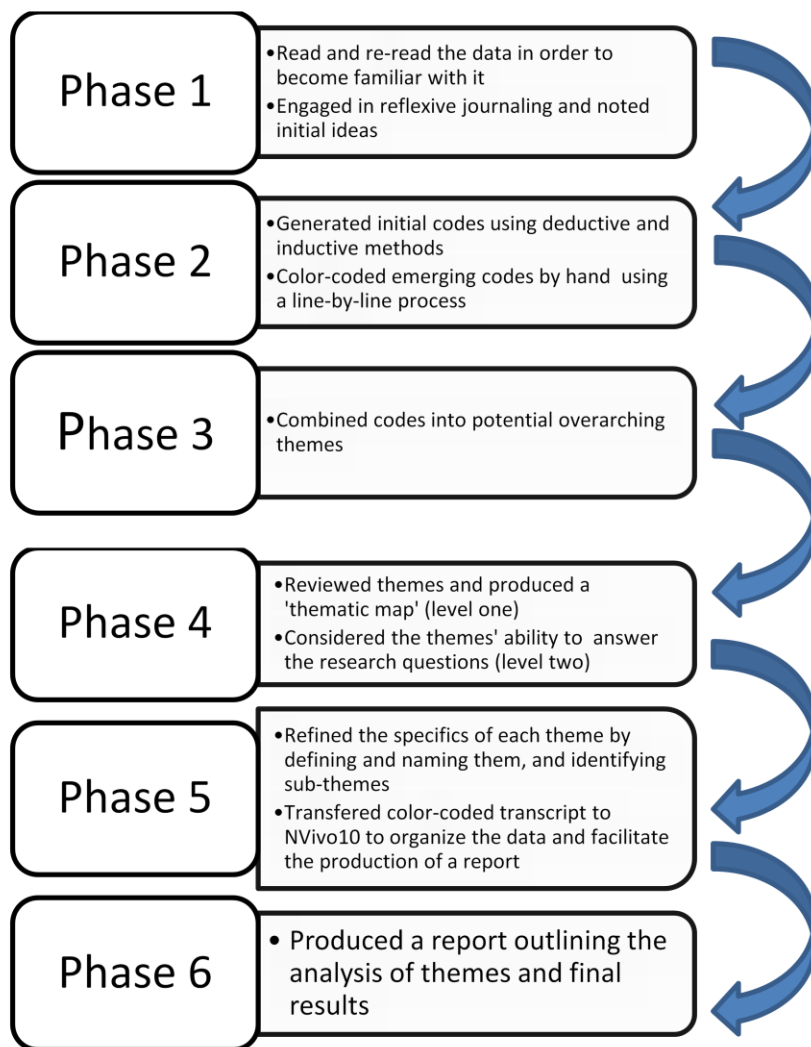 Phase 1
•Read and re-read the data in order to
become familiar with it
•Engaged in reflexive journaling and noted
initial ideas
Phase 2
•Generated initial codes using deductive and
inductive methods
•Color-coded emerging codes by hand using
a line-by-line process
Phase 3
•Combined codes into potential overarching
themes
Phase 4
•Reviewed themes and produced a
'thematic map' (level one)
•Considered the themes' ability to answer
the research questions (level two)
Phase 5
•Refined the specifics of each theme by
defining and naming them, and identifying
sub-themes
•Transfered color-coded transcript to
NVivo10 to organize the data and facilitate
the production of a report
Phase 6
• Produced a report outlining the
analysis of themes and final
results